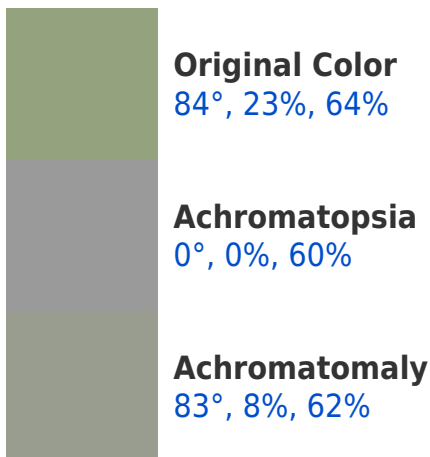 Original Color
84°, 23%, 64%
Achromatopsia
0°, 0%, 60%
Achromatomaly
83°, 8%, 62%